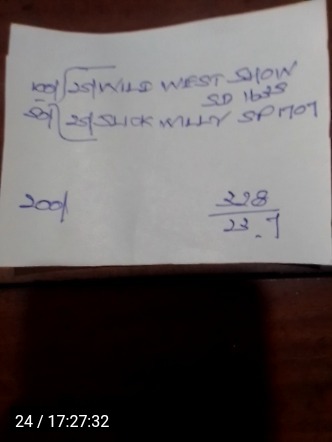 100/ 25/ WILD WEST SHOW
SD 1625
50/ 25/ SLICK WILLY SP 1707
200/
328
23.7
24 / 17:27:32